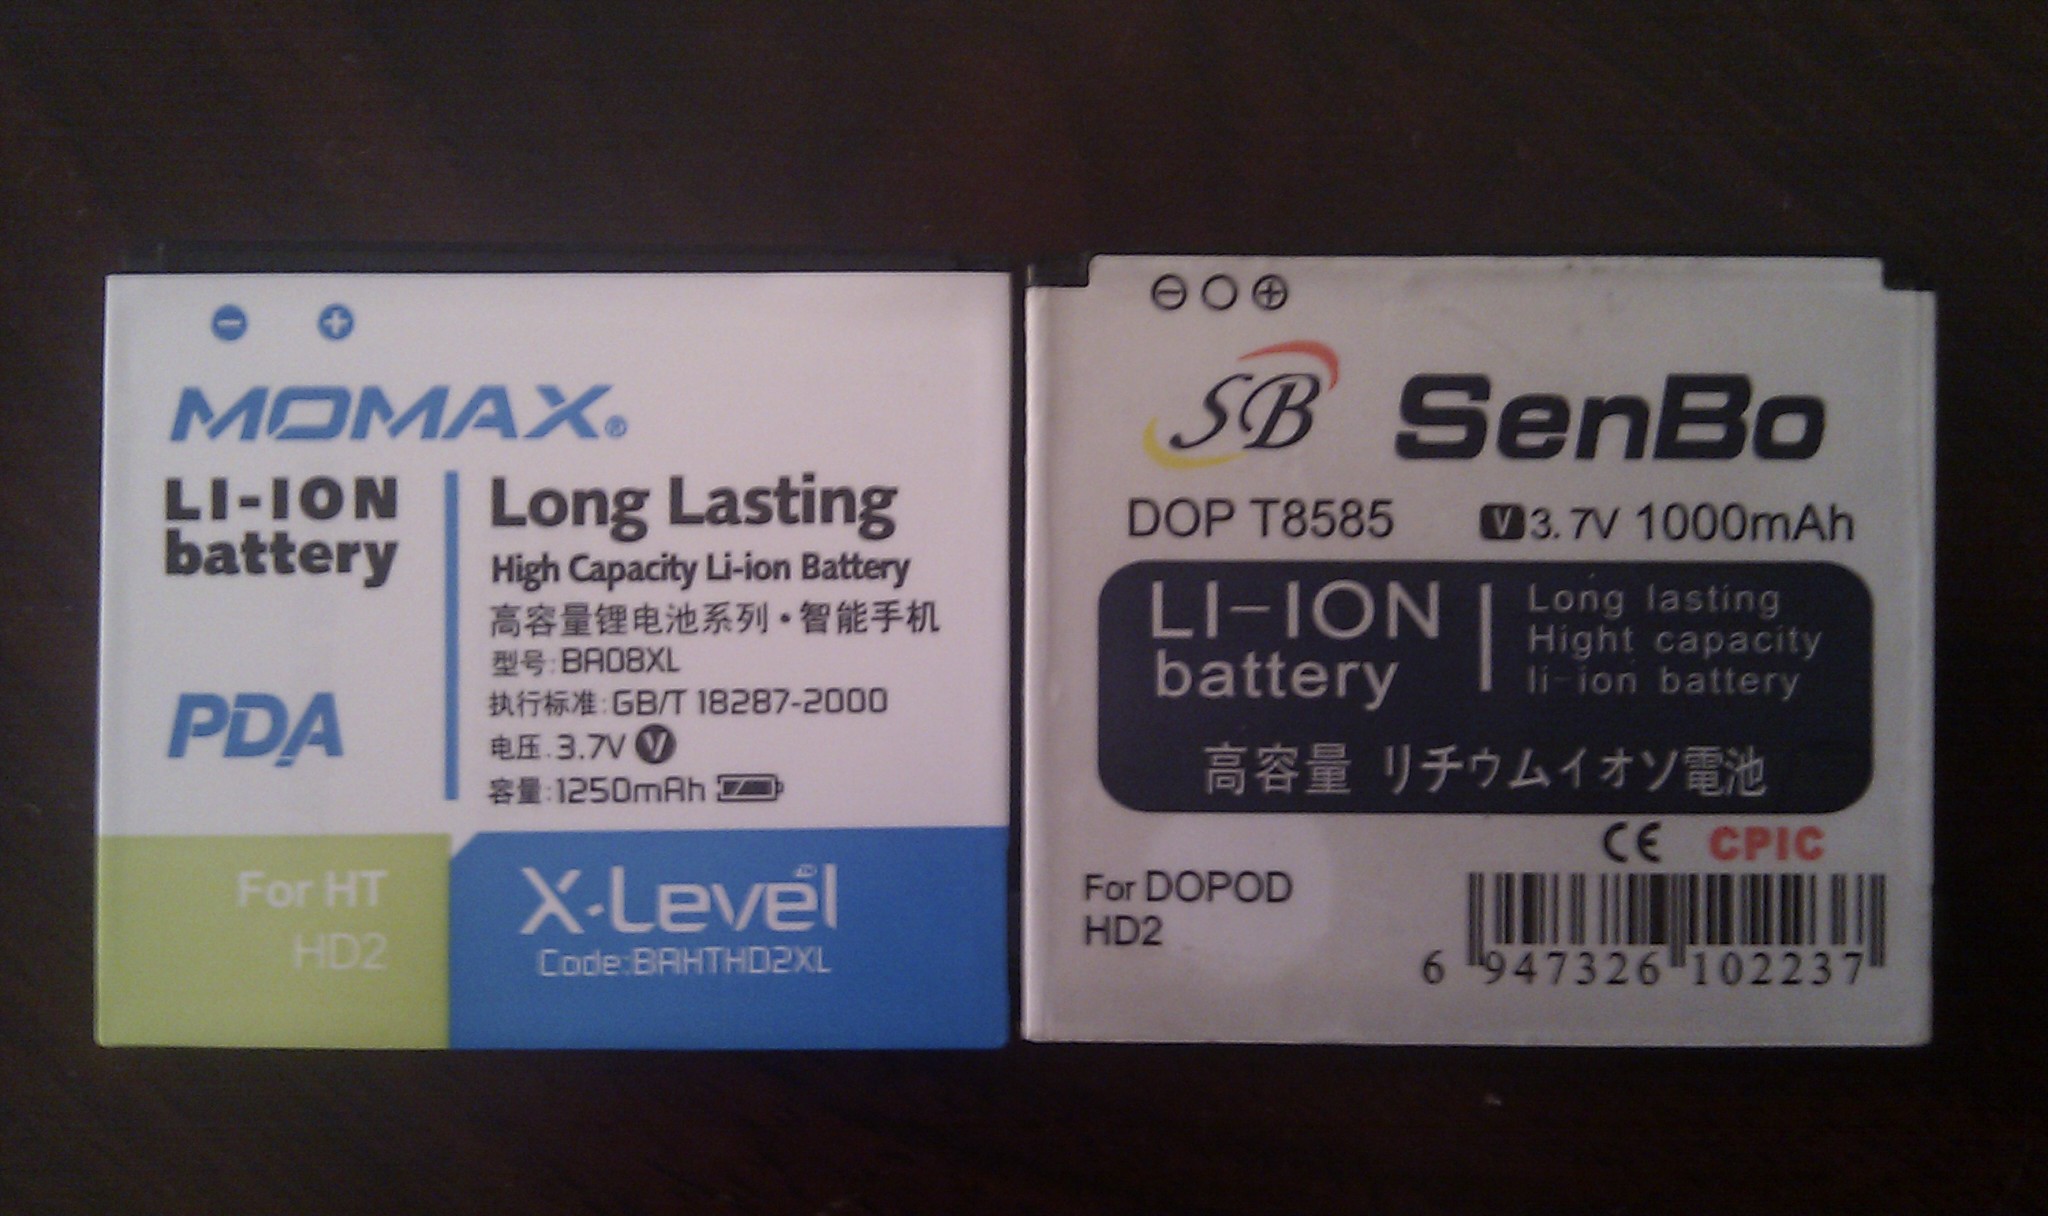 MOMAX®
LI-ION
battery
PDA
Long Lasting
High Capacity Li-ion Battery
高容量锂电池系列・智能手机
型号:BA08XL
执行标准:GB/T 18287-2000
电压:3.7V V
容量:1250mAh
For HT
HD2
X-Level
Code:BAHTHD2XL
SB SenBo
DOP T8585 V 3.7V 1000mAh
LI-ION
battery
Long lasting
Hight capacity
li-ion battery
高容量 リチウムイオソ電池
CE CPIC
For DOPOD
HD2
6 947326 102237